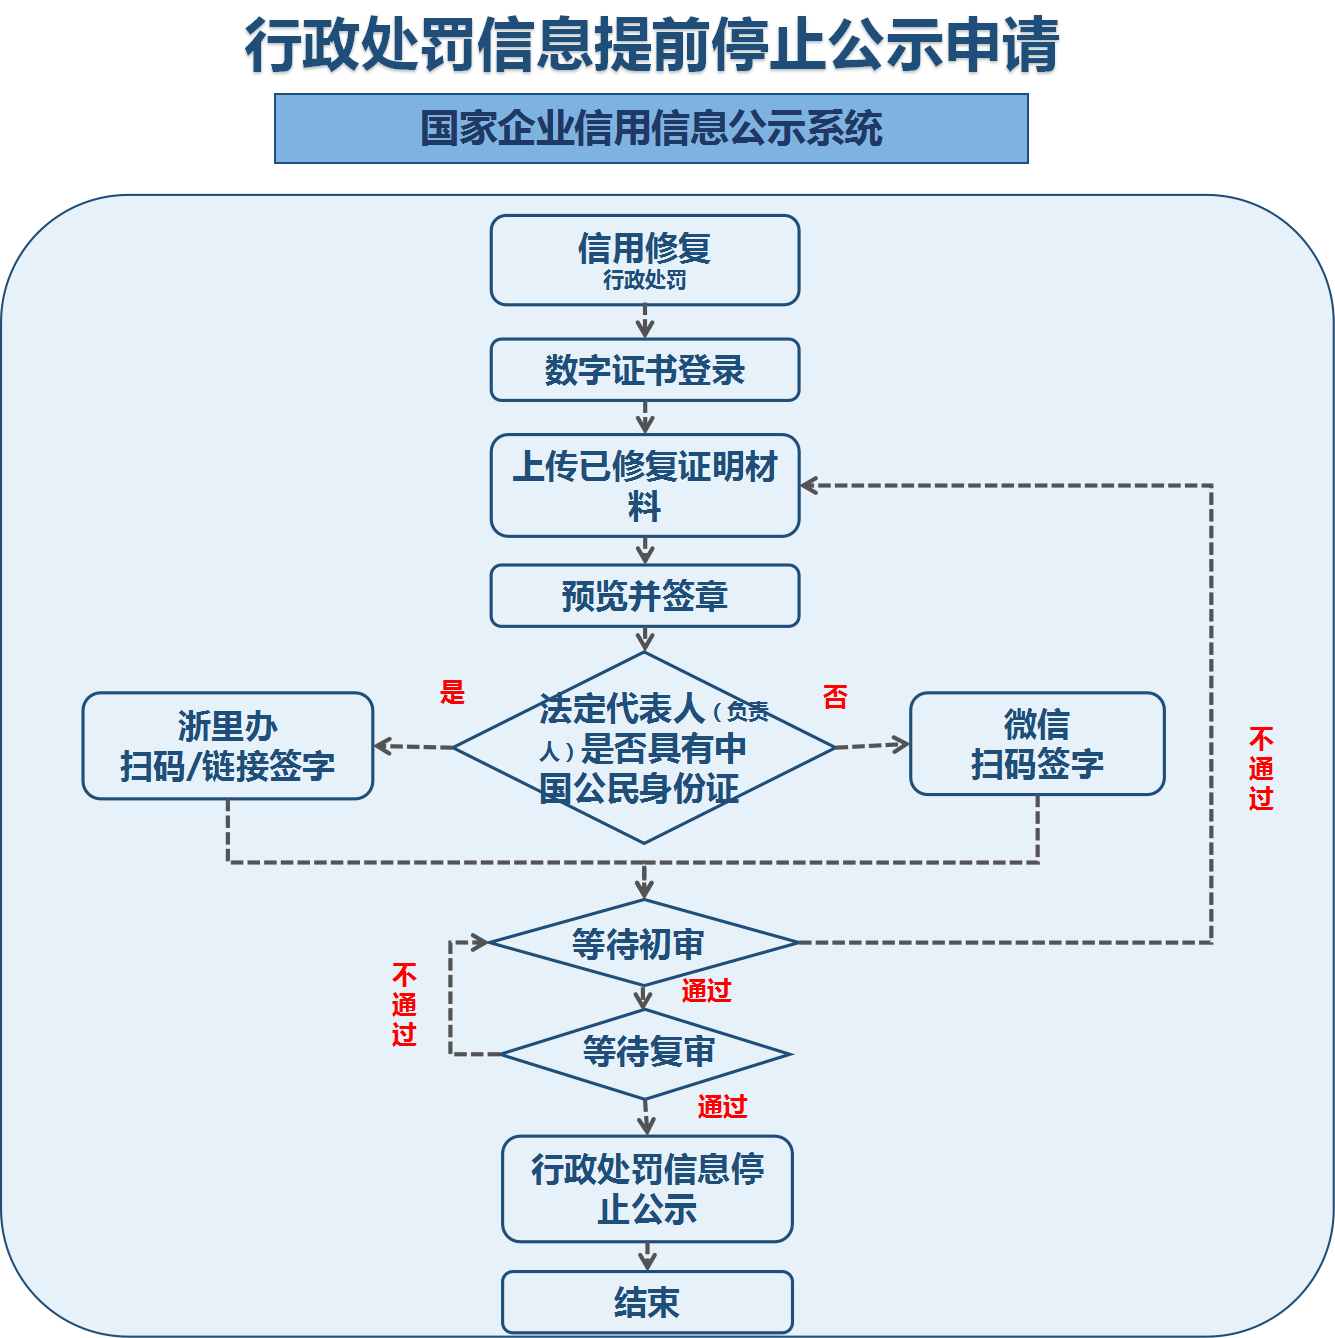 行政处罚信息提前停止公示申请
国家企业信用信息公示系统
信用修复
行政处罚
数字证书登录
上传已修复证明材
料
预览并签章
是
否
法定代表人（负责
人）是否具有中
国公民身份证
浙里办
扫码/链接签字
微信
扫码签字
不
通
过
等待初审
不
通
过
通过
等待复审
通过
行政处罚信息停
止公示
结束